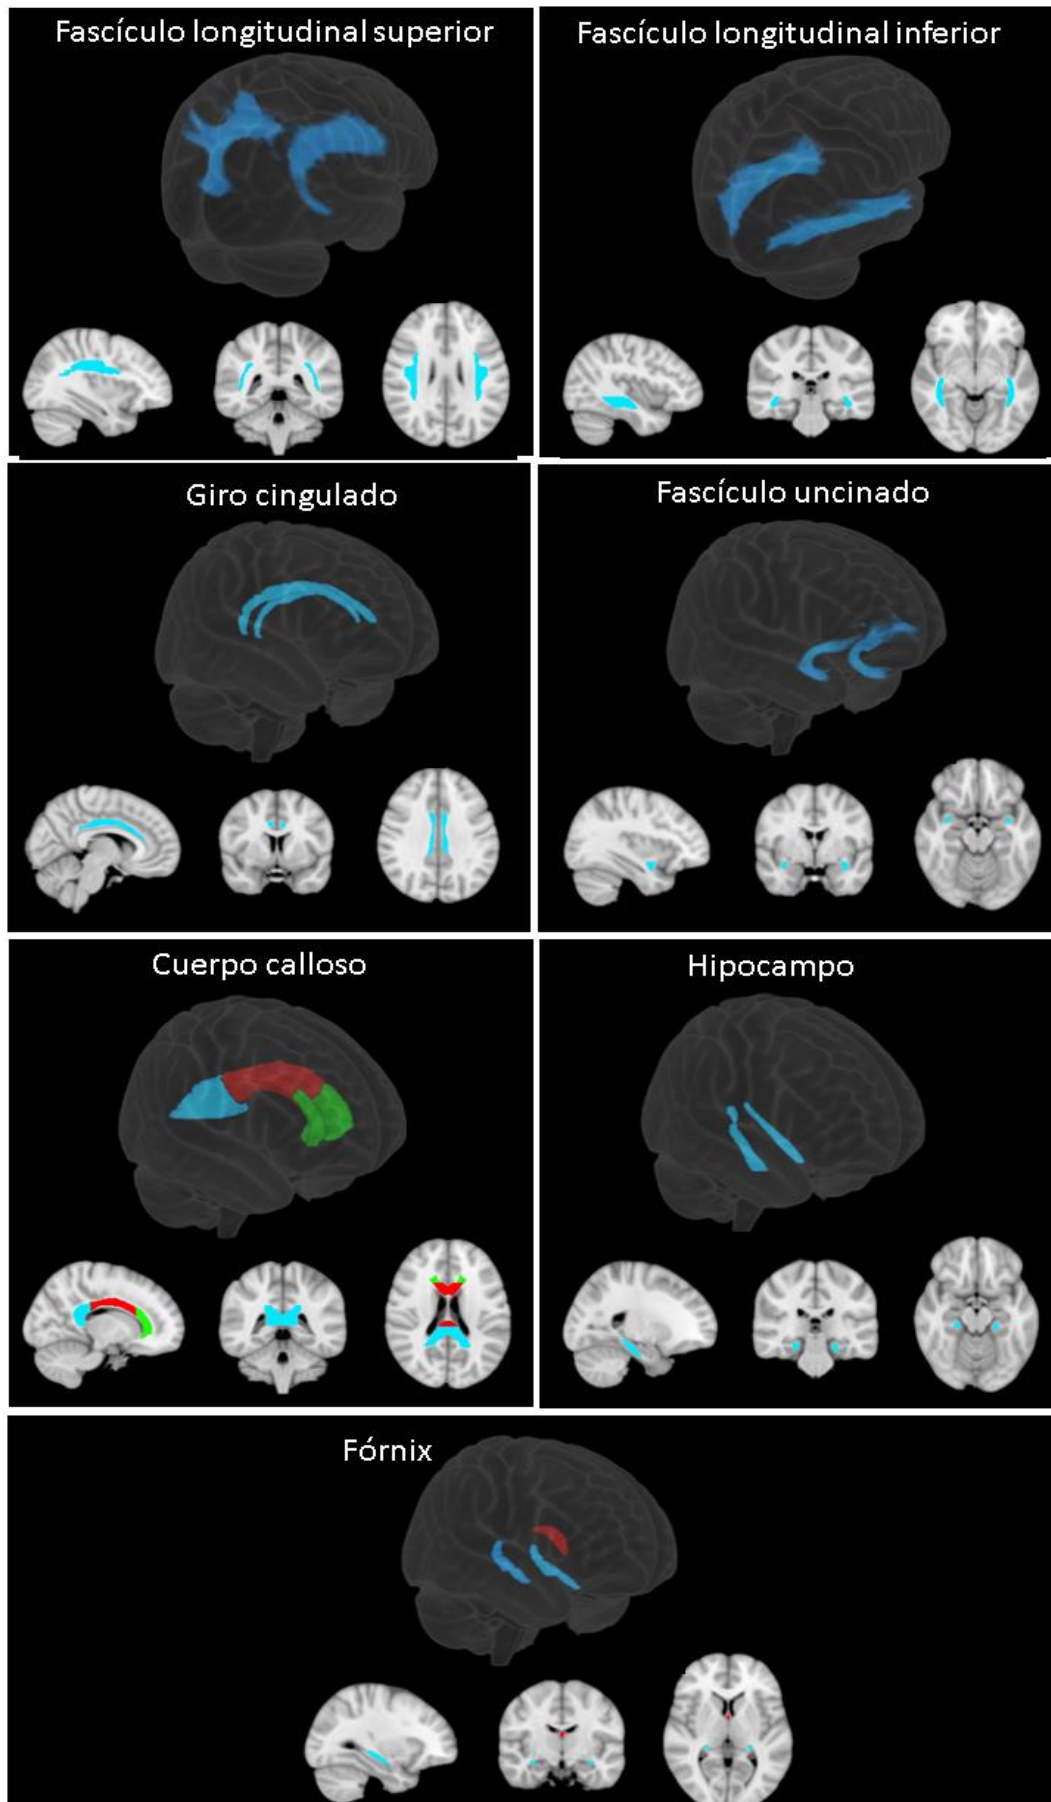 Fascículo longitudinal superior
Fascículo longitudinal inferior
Giro cingulado
Fascículo uncinado
Cuerpo calloso
Hipocampo
Fórnix